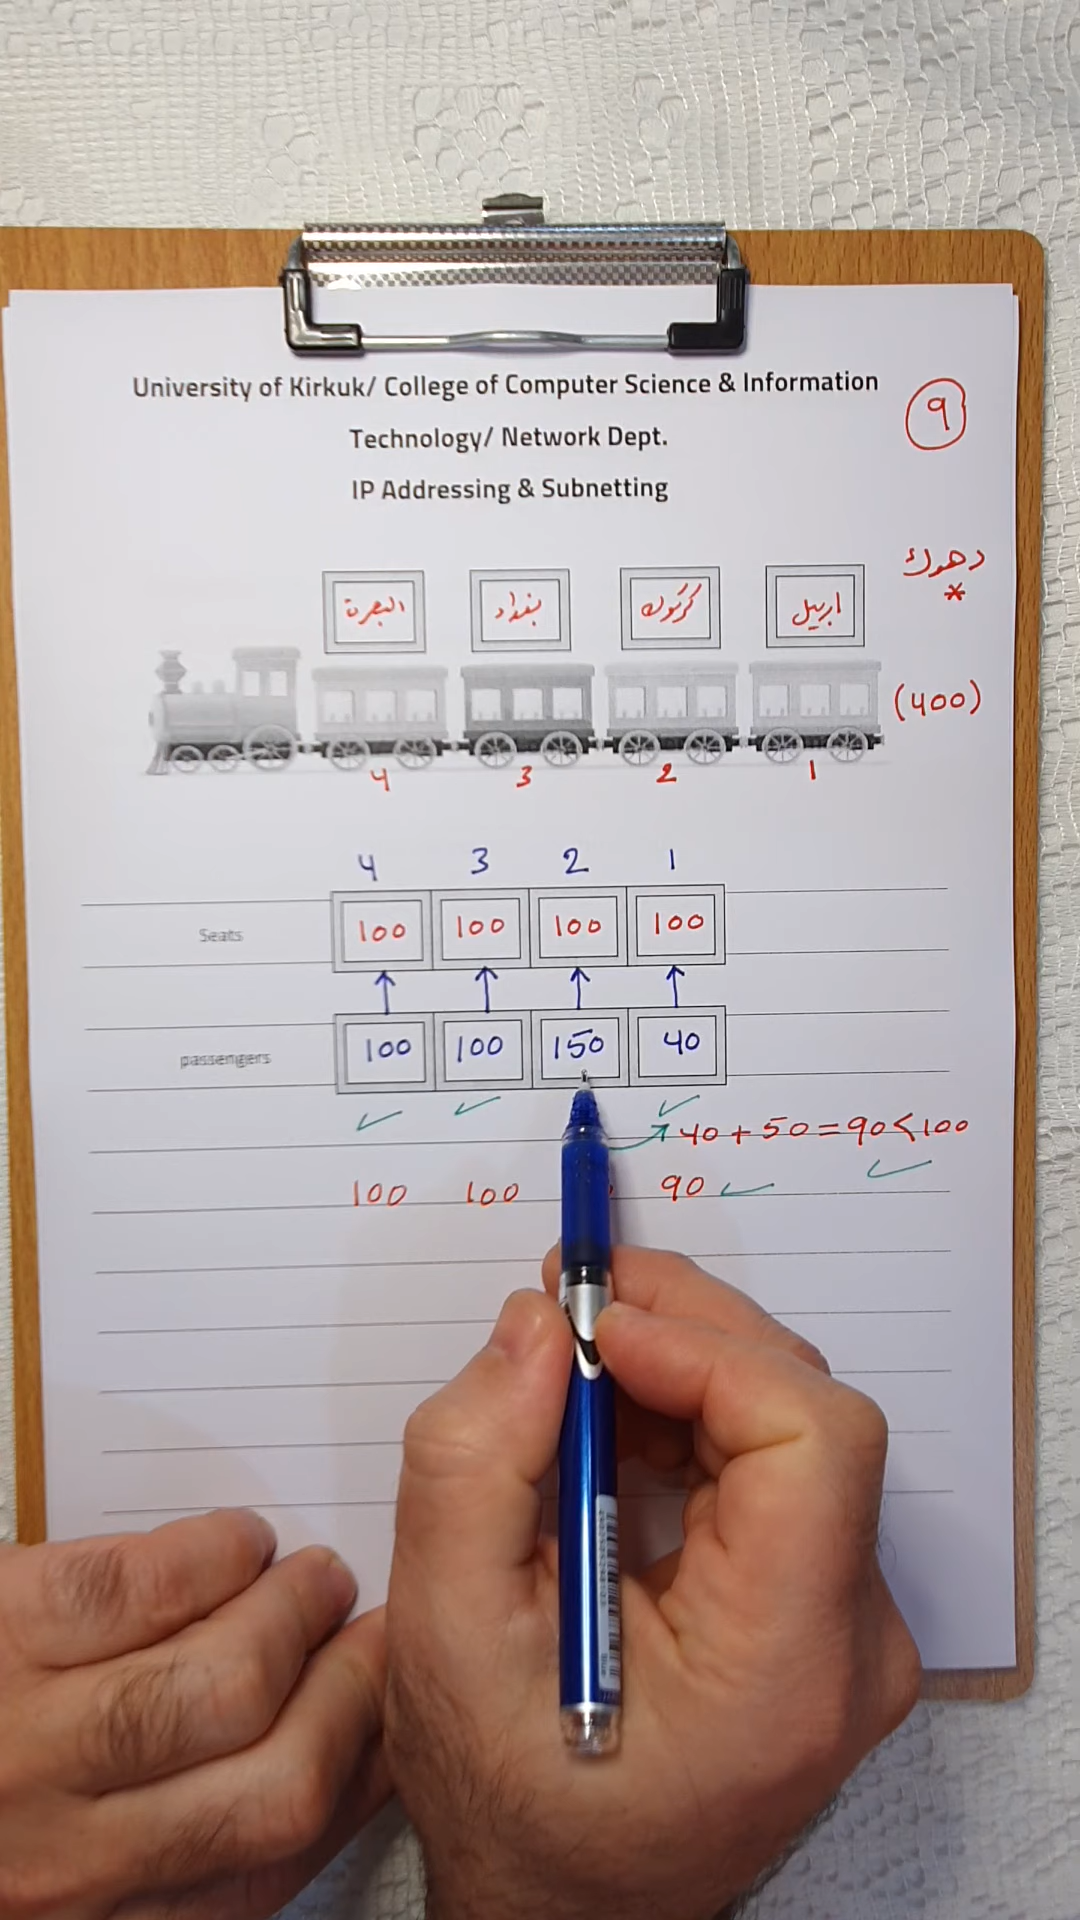 University of Kirkuk/ College of Computer Science & Information
Technology/ Network Dept.
IP Addressing & Subnetting
9
دهوك
*
اربيل كركوك بغداد البصرة
(400)
4 3 2 1
4 3 2 1
Seats 100 100 100 100
passengers 100 100 150 40
40 + 50 = 90 < 100
100 100 90